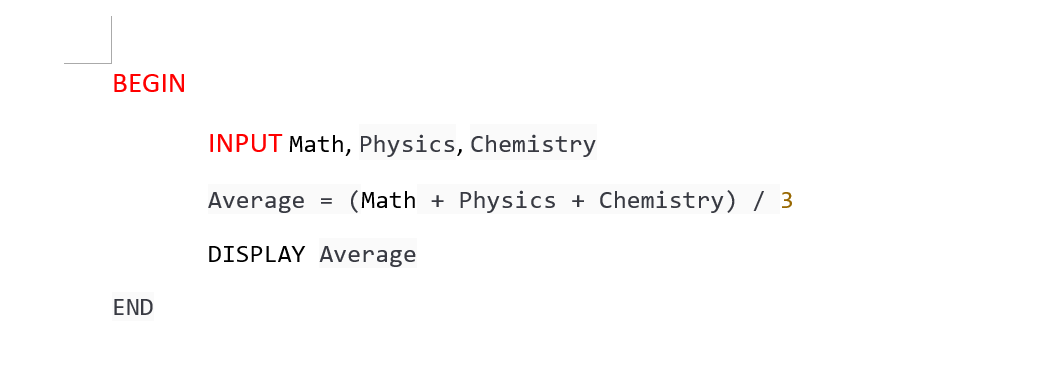 BEGIN
INPUT Math, Physics, Chemistry
Average = (Math + Physics + Chemistry) / 3
DISPLAY Average
END